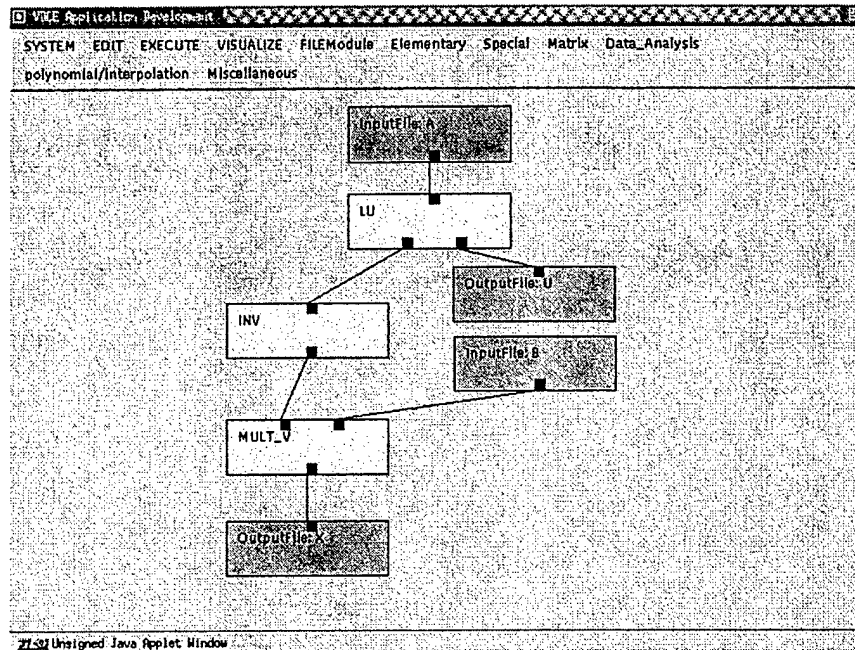 VDCE Application Development
SYSTEM EDIT EXECUTE VISUALIZE FILEModule Elementary Special Matrix Data_Analysis
polynomial/Interpolation Miscellaneous
InputFile: A
LU
OutputFile: U
INV
InputFile: B
MULT_V
OutputFile: X
Unsigned Java Applet Window